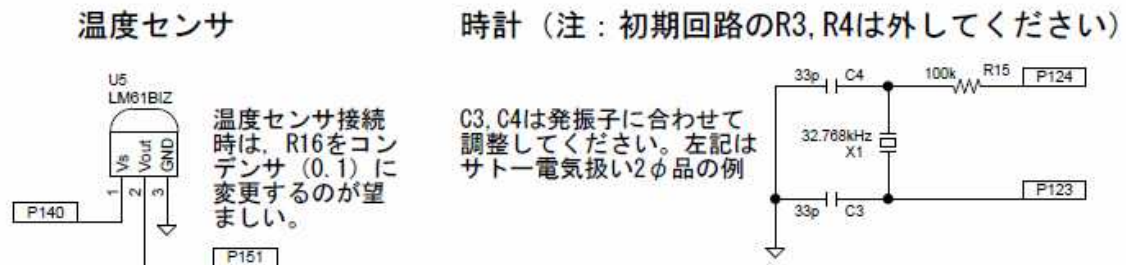 温度センサ
時計（注：初期回路のR3,R4は外してください）
U5
LM61BIZ
Vs
Vout
GND
1
2
3
P140
P151
温度センサ接続
時は，R16をコン
デンサ（0.1）に
変更するのが望
ましい。
C3,C4は発振子に合わせて
調整してください。左記は
サトー電気扱い2φ品の例
33p
C4
100k
R15
P124
32.768kHz
X1
33p
C3
P123